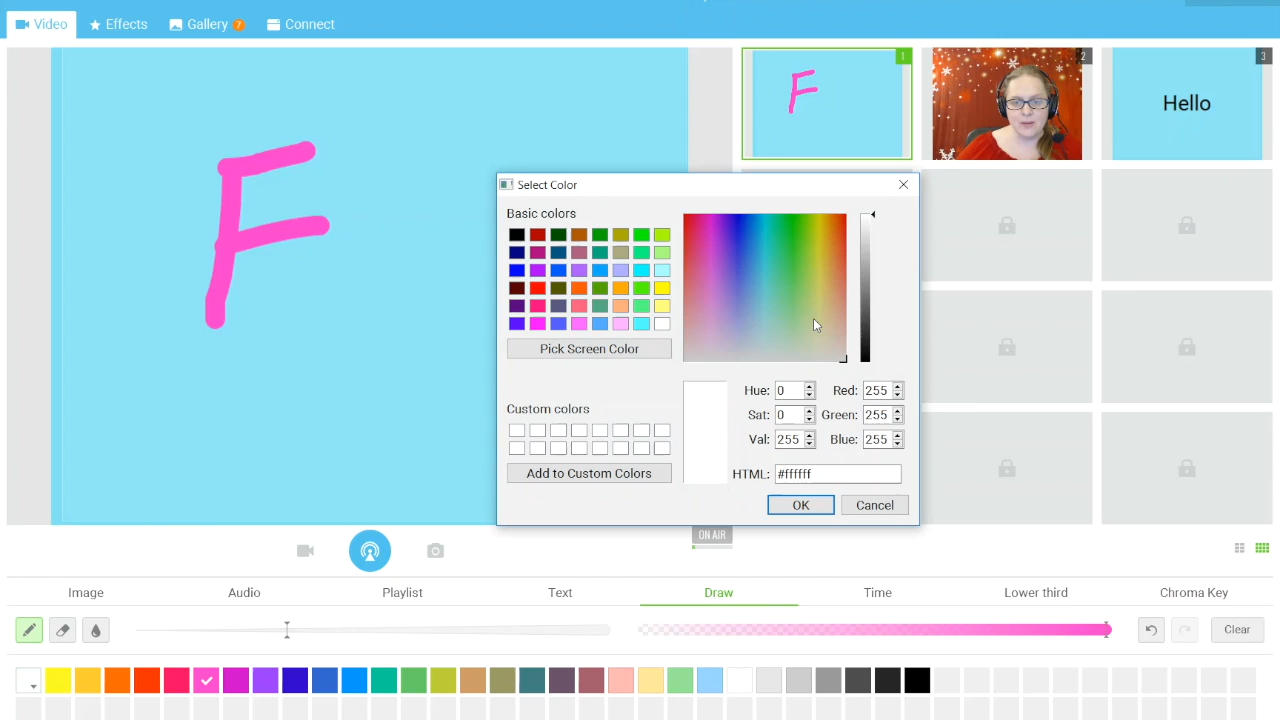 Video
Effects
Gallery 7
Connect
F
F
1
2
3
Hello
Select Color
Basic colors
Pick Screen Color
Custom colors
Add to Custom Colors
Hue: 0
Red: 255
Sat: 0
Green: 255
Val: 255
Blue: 255
HTML: #ffffff
OK
Cancel
ON AIR
Image
Audio
Playlist
Text
Draw
Time
Lower third
Chroma Key
Clear